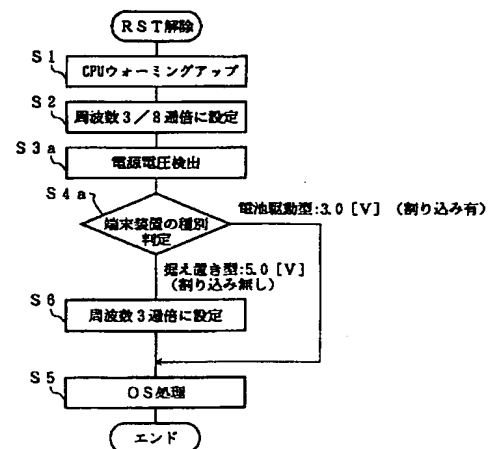 RST解除
S1
CPUウォーミングアップ
S2
周波数3/8逓倍に設定
S3a
電源電圧検出
S4a
端末装置の種別
判定
電池駆動型:3.0[V](割り込み有)
据え置き型:5.0[V]
(割り込み無し)
S6
周波数3逓倍に設定
S5
OS処理
エンド